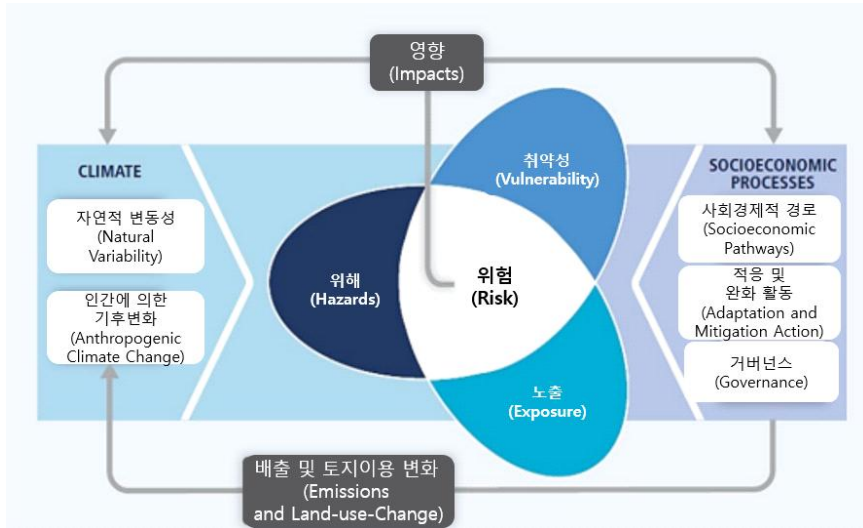 영향
(Impacts)
CLIMATE
자연적 변동성
(Natural
Variability)
인간에 의한
기후변화
(Anthropogenic
Climate Change)
위해
(Hazards)
취약성
(Vulnerability)
위험
(Risk)
노출
(Exposure)
SOCIOECONOMIC
PROCESSES
사회경제적 경로
(Socioeconomic
Pathways)
적응 및
완화 활동
(Adaptation and
Mitigation Action)
거버넌스
(Governance)
배출 및 토지이용 변화
(Emissions
and Land-use-Change)